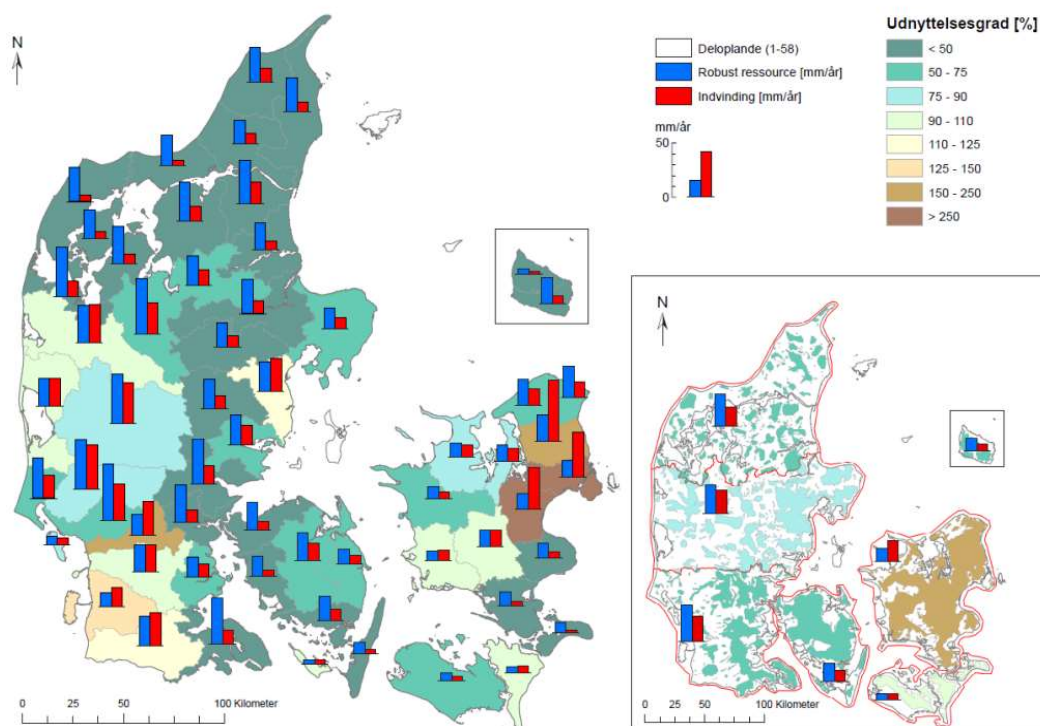 N
Deloplande (1-58)
Robust ressource [mm/år]
Indvinding [mm/år]
mm/år
50
0
Udnyttelsesgrad [%]
< 50
50 - 75
75 - 90
90 - 110
110 - 125
125 - 150
150 - 250
> 250
N
0 25 50 100 Kilometer
0 25 50 100 Kilometer